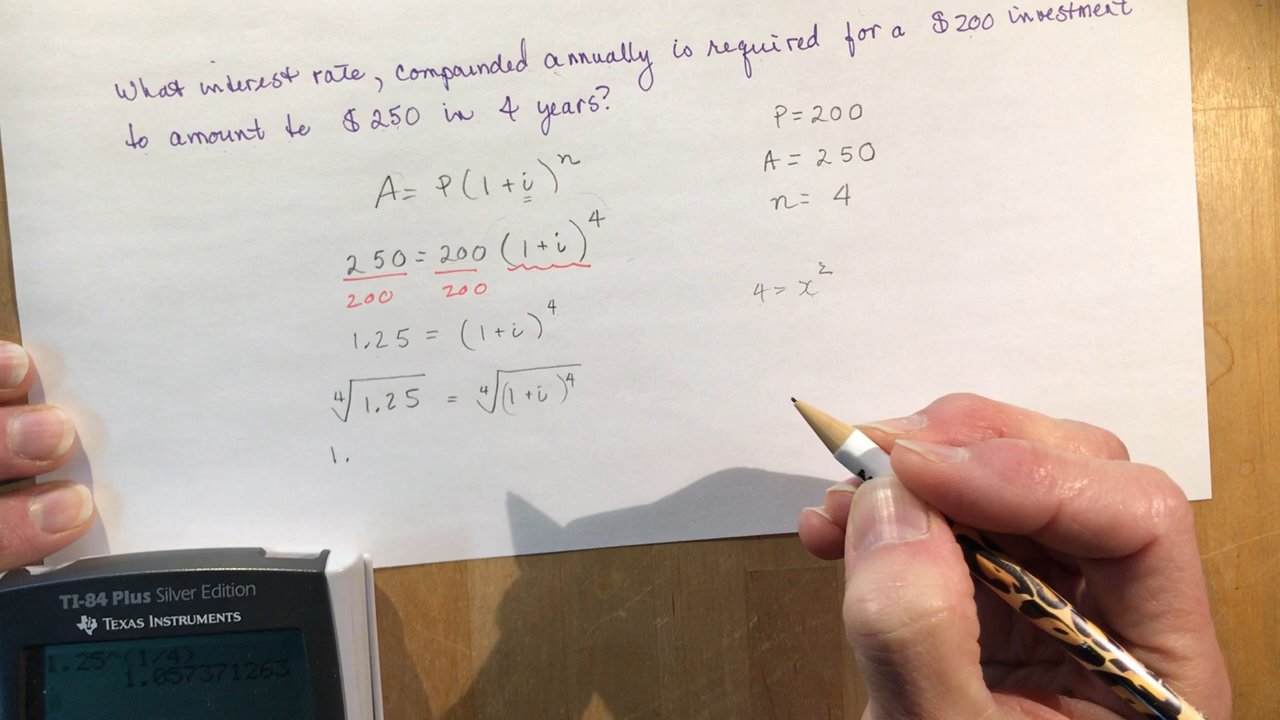 What interest rate, compounded annually is required for a $200 investment
to amount to $250 in 4 years?
P=200
A = P(1+i)^n
A = 250
n = 4
250 = 200 (1+i)^4
200 200
4 = x^2
1.25 = (1+i)^4
∜1.25 = ∜(1+i)^4
1.
TI-84 Plus Silver Edition
TEXAS INSTRUMENTS
1.25^(1/4)
1.057371263